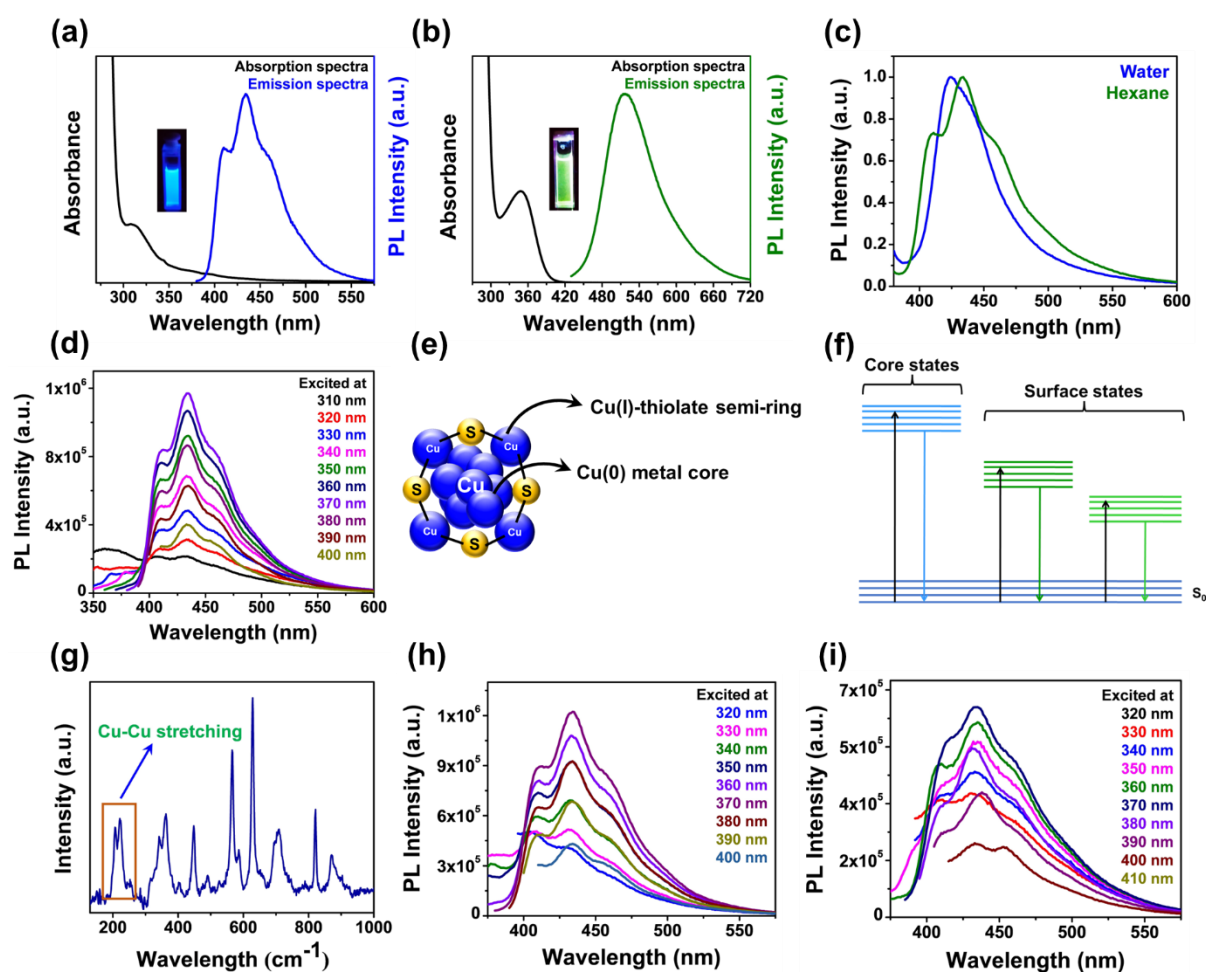 (a)
Absorption spectra
Emission spectra
Absorbance
PL Intensity (a.u.)
300 350 400 450 500 550
Wavelength (nm)
(b)
Absorption spectra
Emission spectra
Absorbance
PL Intensity (a.u.)
300 360 420 480 540 600 660 720
Wavelength (nm)
(c)
Water
Hexane
PL Intensity (a.u.)
1.0
0.8
0.6
0.4
0.2
0.0
400 450 500 550 600
Wavelength (nm)
(d)
Excited at
310 nm
320 nm
330 nm
340 nm
350 nm
360 nm
370 nm
380 nm
390 nm
400 nm
PL Intensity (a.u.)
1x10⁶
8x10⁵
4x10⁵
0
350 400 450 500 550 600
Wavelength (nm)
(e)
Cu(I)-thiolate semi-ring
Cu(0) metal core
S
Cu Cu
S Cu S
Cu Cu
S
(f)
Core states
Surface states
S₀
(g)
Cu-Cu stretching
Intensity (a.u.)
200 400 600 800 1000
Wavelength (cm⁻¹)
(h)
Excited at
320 nm
330 nm
340 nm
350 nm
360 nm
370 nm
380 nm
390 nm
400 nm
PL Intensity (a.u.)
1x10⁶
9x10⁵
6x10⁵
3x10⁵
0
400 450 500 550
Wavelength (nm)
(i)
Excited at
320 nm
330 nm
340 nm
350 nm
360 nm
370 nm
380 nm
390 nm
400 nm
410 nm
PL Intensity (a.u.)
7x10⁵
6x10⁵
4x10⁵
2x10⁵
0
400 450 500 550
Wavelength (nm)